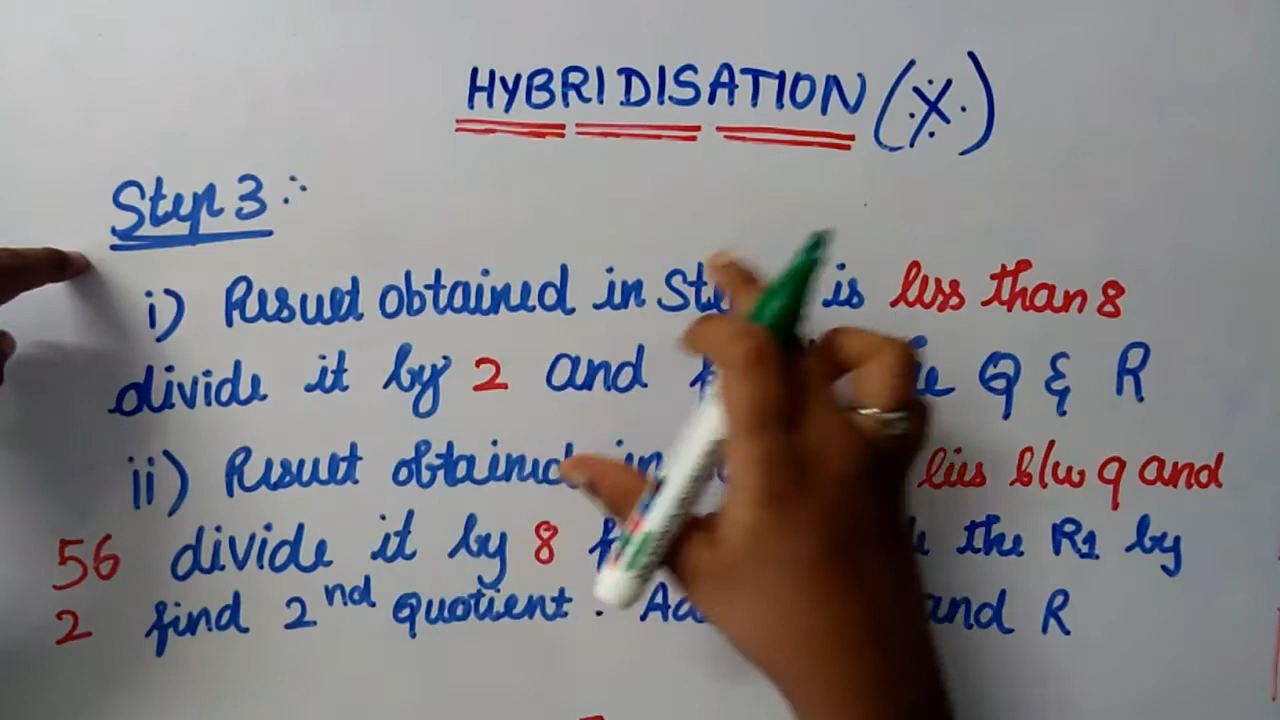 HYBRIDISATION (X)
Step 3 :-
i) Result obtained in is less than 8
divide it by 2 and Q & R
ii) Result obtained in lies b/w 9 and
56 divide it by 8 the R1 by
2 find 2nd Quotient. and R